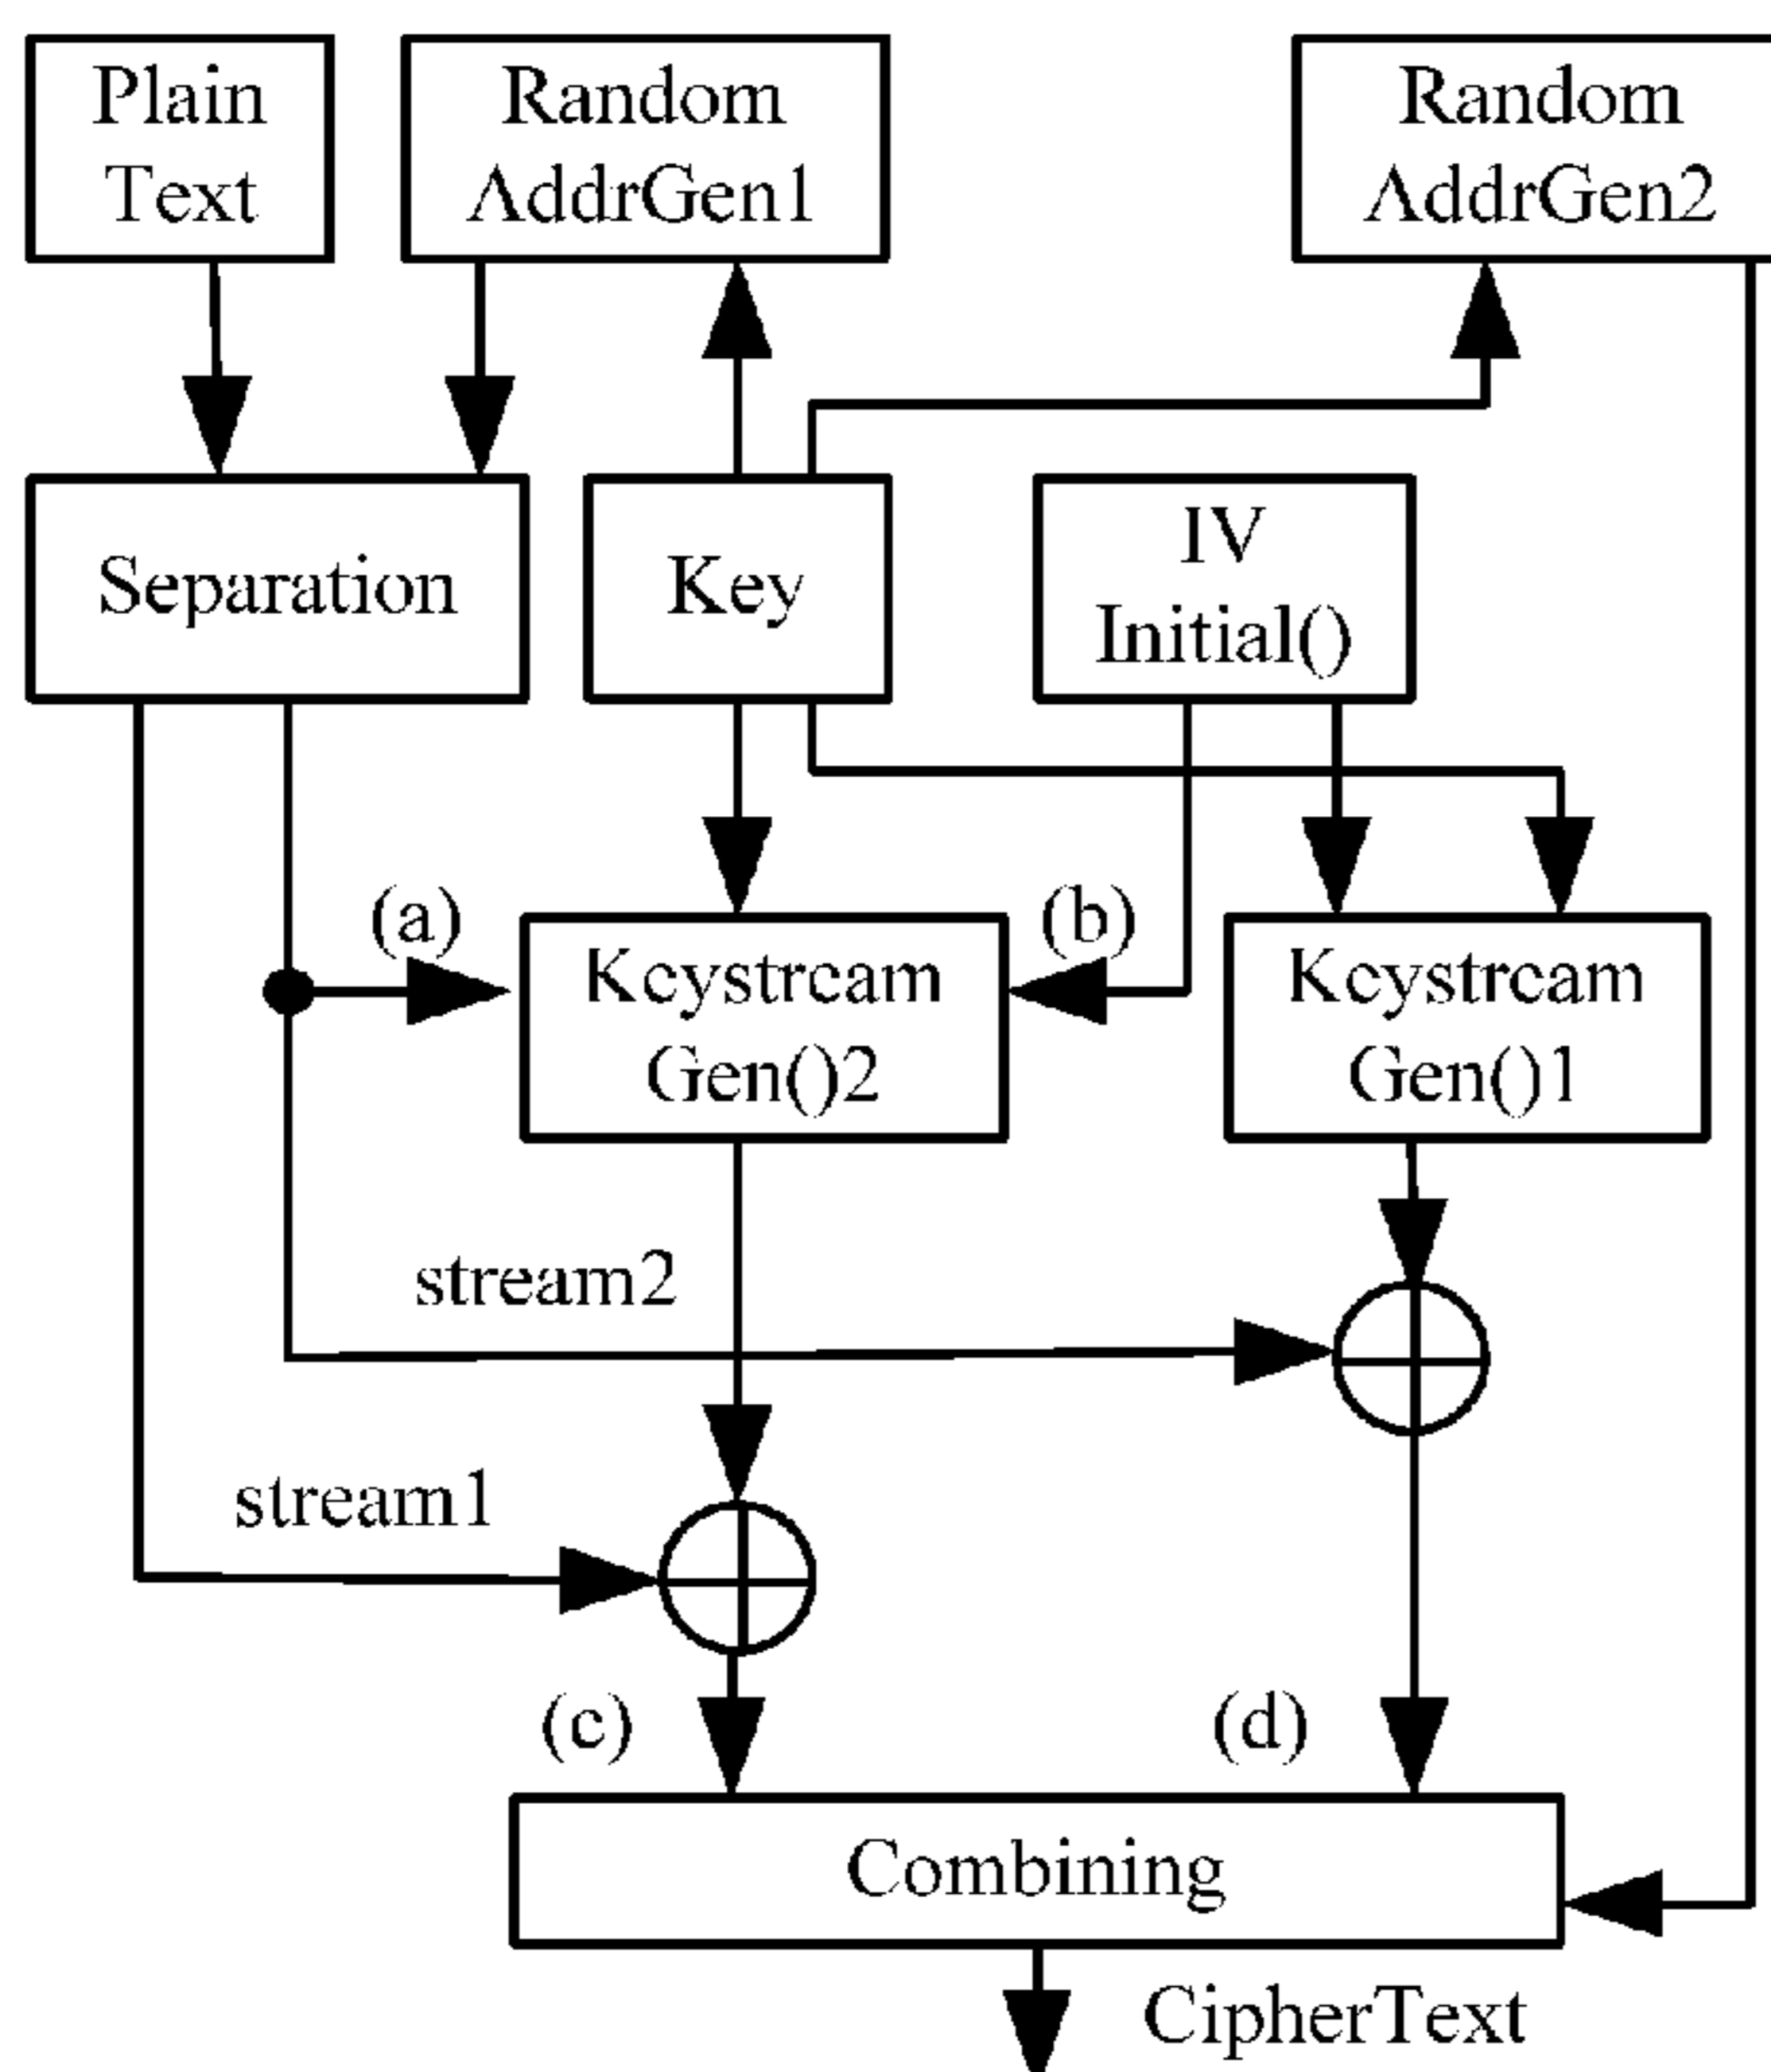 Plain
Text
Random
AddrGen1
Random
AddrGen2
Separation
Key
IV
Initial()
(a)
Keystream
Gen()2
(b)
Keystream
Gen()1
stream2
stream1
(c)
(d)
Combining
CipherText